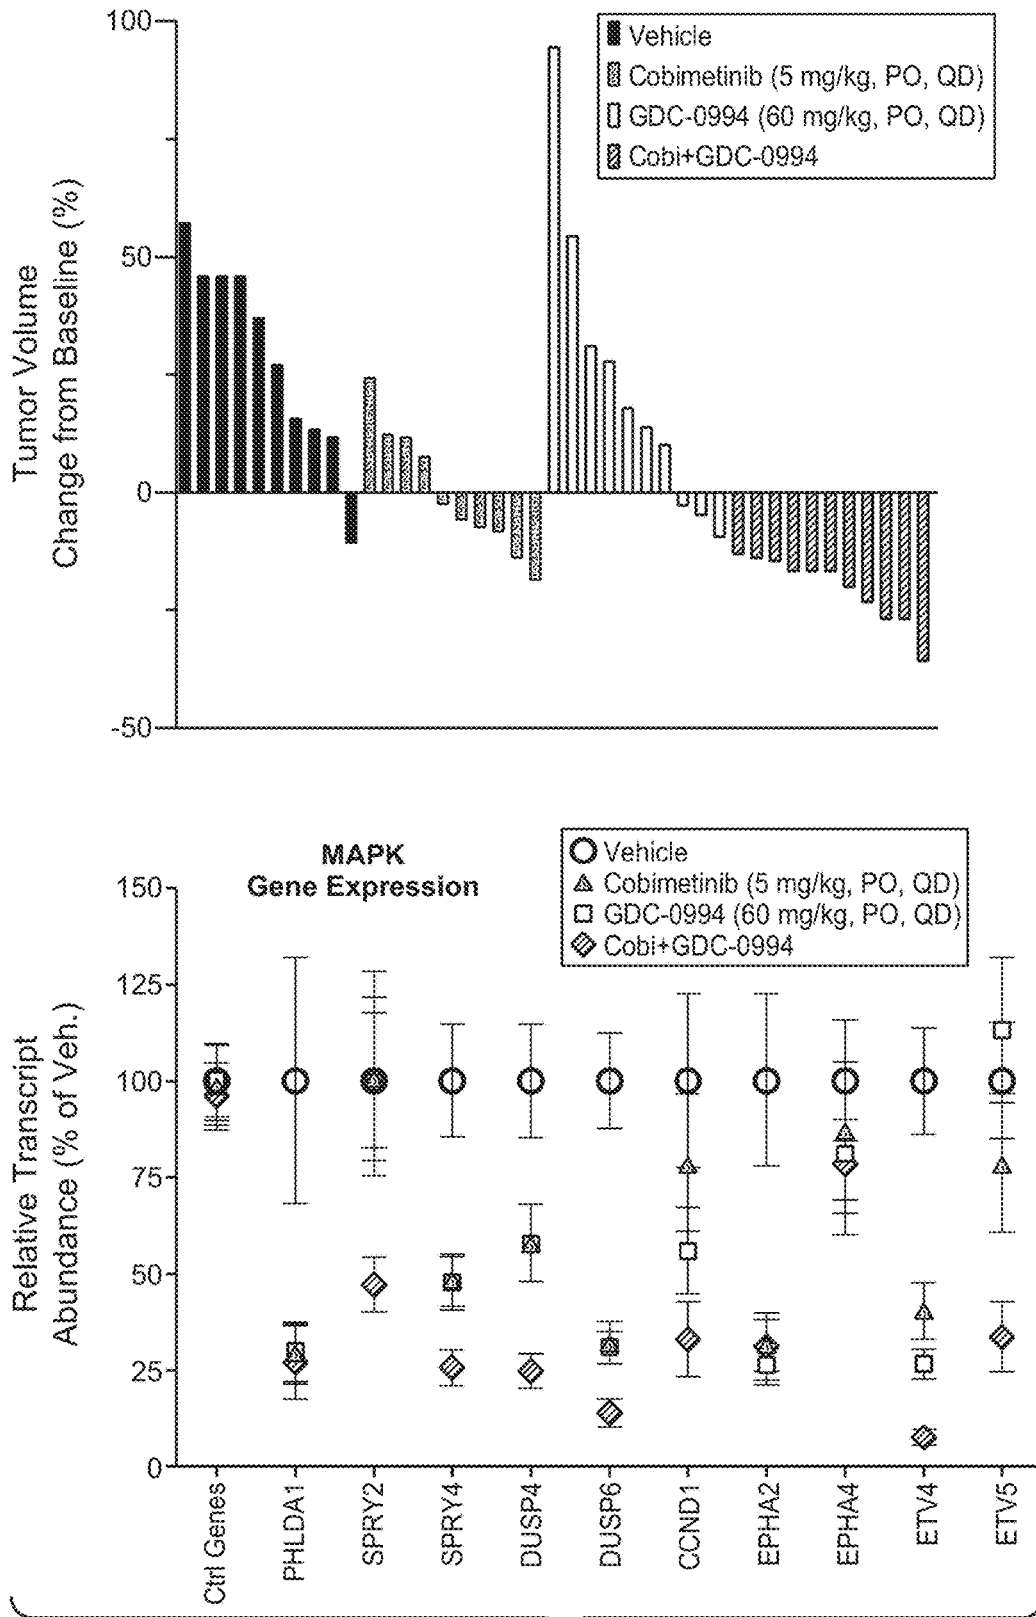 100
50
0
-50
Tumor Volume
Change from Baseline (%)
Vehicle
Cobimetinib (5 mg/kg, PO, QD)
GDC-0994 (60 mg/kg, PO, QD)
Cobi+GDC-0994
MAPK
Gene Expression
Vehicle
Cobimetinib (5 mg/kg, PO, QD)
GDC-0994 (60 mg/kg, PO, QD)
Cobi+GDC-0994
150
125
100
75
50
25
0
Relative Transcript
Abundance (% of Veh.)
Ctrl Genes
PHLDA1
SPRY2
SPRY4
DUSP4
DUSP6
CCND1
EPHA2
EPHA4
ETV4
ETV5